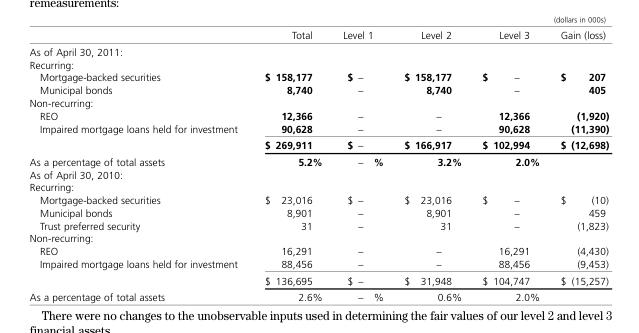 remeasurements:
(dollars in 000s)
Total Level 1 Level 2 Level 3 Gain (loss)
As of April 30, 2011:
Recurring:
Mortgage-backed securities $ 158,177 $ – $ 158,177 $ – $ 207
Municipal bonds 8,740 – 8,740 – 405
Non-recurring:
REO 12,366 – – 12,366 (1,920)
Impaired mortgage loans held for investment 90,628 – – 90,628 (11,390)
$ 269,911 $ – $ 166,917 $ 102,994 $ (12,698)
As a percentage of total assets 5.2% – % 3.2% 2.0%
As of April 30, 2010:
Recurring:
Mortgage-backed securities $ 23,016 $ – $ 23,016 $ – $ (10)
Municipal bonds 8,901 – 8,901 – 459
Trust preferred security 31 – 31 – (1,823)
Non-recurring:
REO 16,291 – – 16,291 (4,430)
Impaired mortgage loans held for investment 88,456 – – 88,456 (9,453)
$ 136,695 $ – $ 31,948 $ 104,747 $ (15,257)
As a percentage of total assets 2.6% – % 0.6% 2.0%
There were no changes to the unobservable inputs used in determining the fair values of our level 2 and level 3
financial assets.